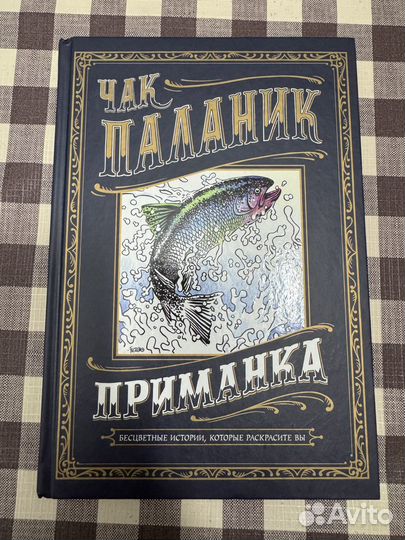 ЧАК
ПАЛАНИК
ПРИМАНКА
БЕСЦВЕТНЫЕ ИСТОРИИ, КОТОРЫЕ РАСКРАСИТЕ ВЫ
Avito